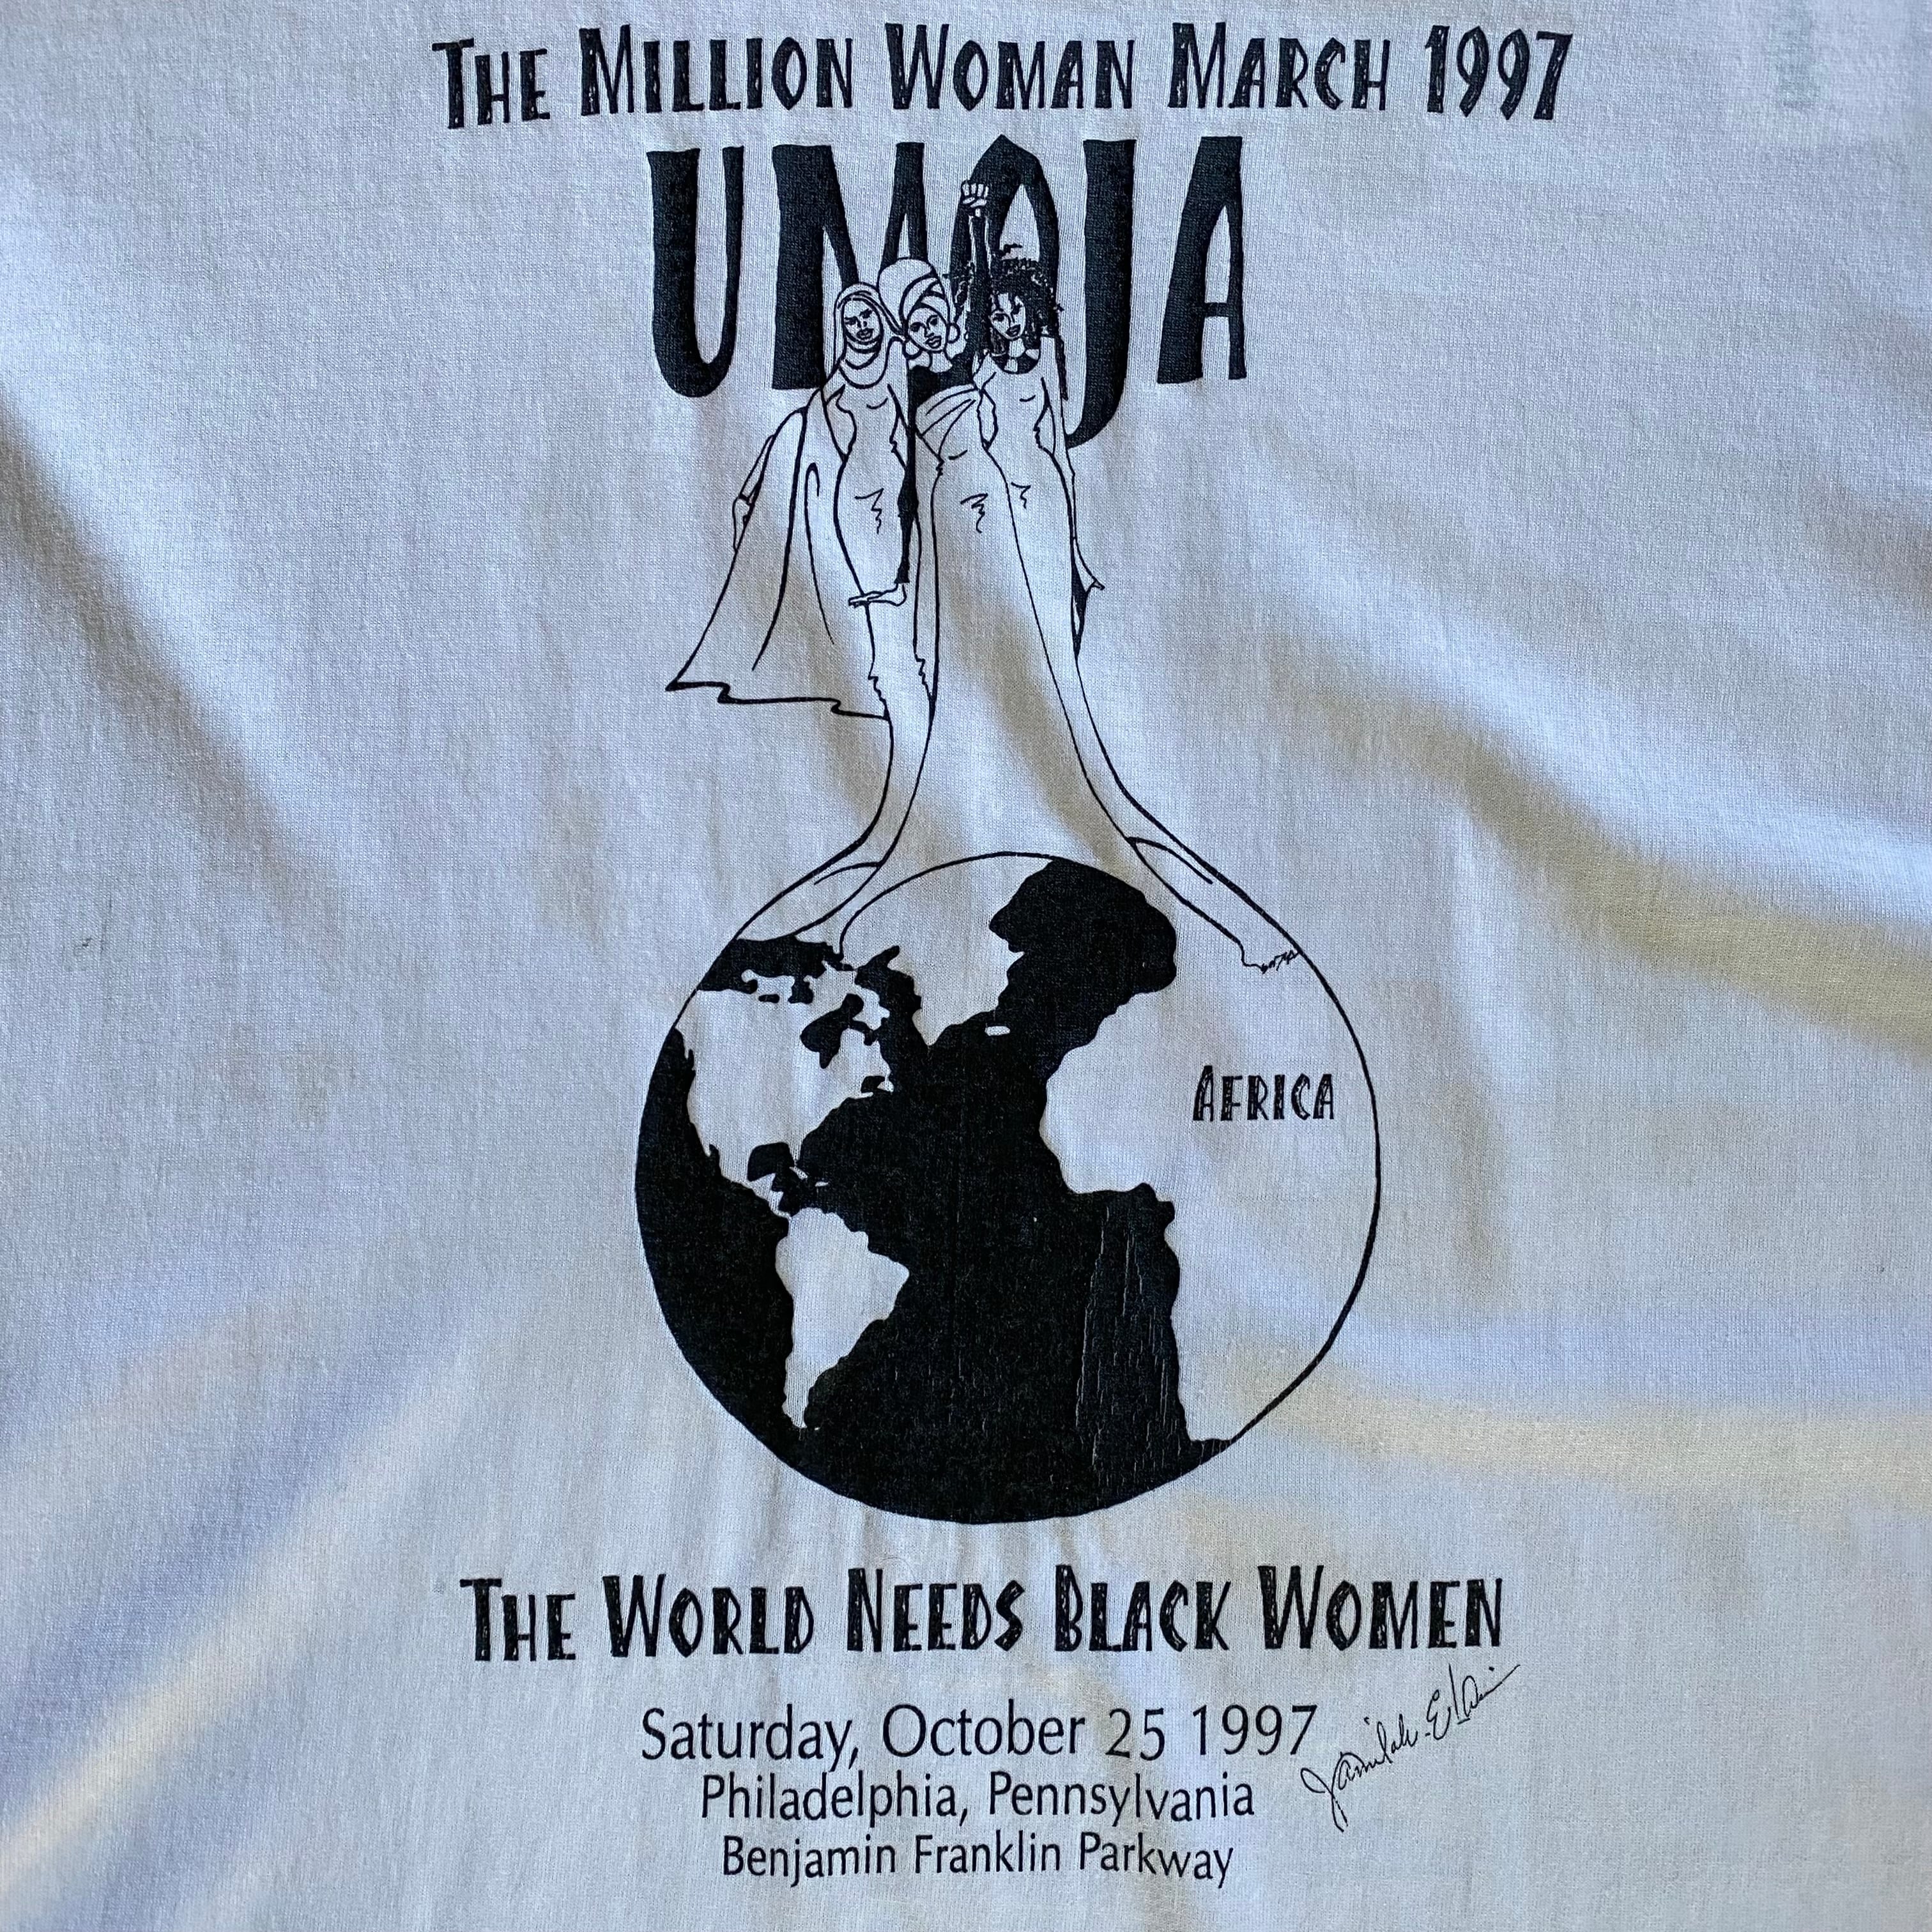 THE MILLION WOMAN MARCH 1997
UMOJA
AFRICA
THE WORLD NEEDS BLACK WOMEN
Saturday, October 25 1997
Philadelphia, Pennsylvania
Benjamin Franklin Parkway